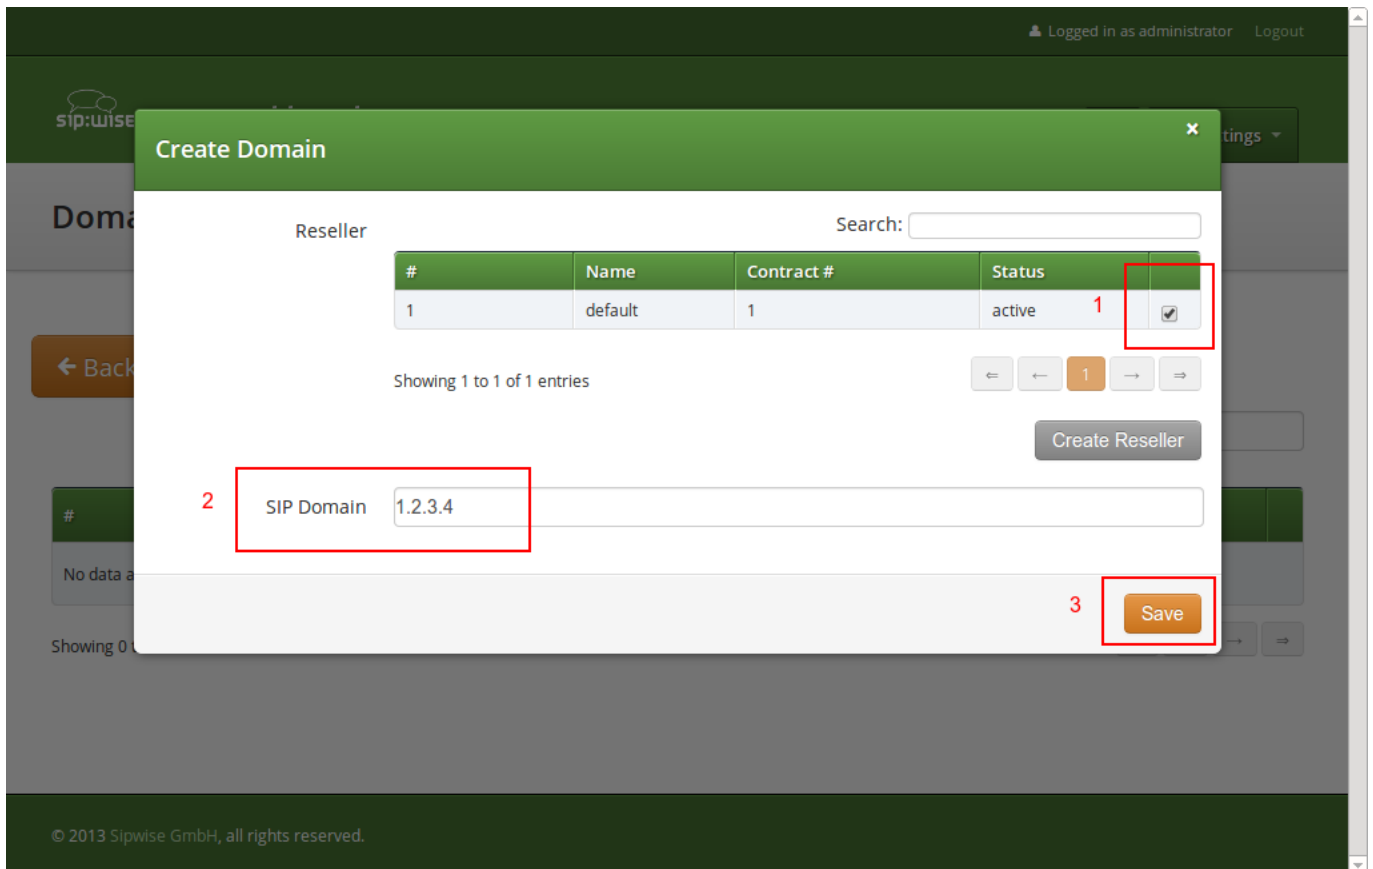 Logged in as administrator Logout
sip:wise
tings
Create Domain ×
Doma
Reseller
Search:
# Name Contract # Status
1 default 1 active 1
← Back
Showing 1 to 1 of 1 entries ⇐ ← 1 → ⇒
Create Reseller
2 SIP Domain 1.2.3.4
#
No data a
3 Save
Showing 0 t → ⇒
© 2013 Sipwise GmbH, all rights reserved.